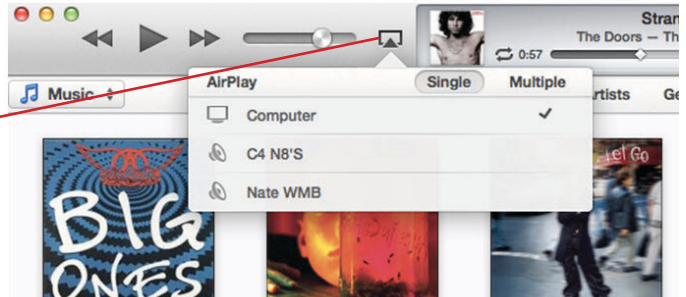 Stran
The Doors — Th
0:57
Music
rtists
Ge
AirPlay
Single
Multiple
Computer
C4 N8'S
Nate WMB
BIG
ONES
Let Go